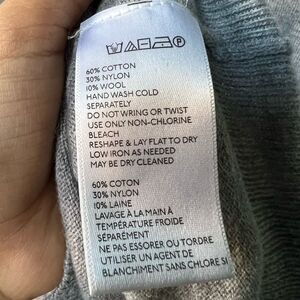 60% COTTON
30% NYLON
10% WOOL
HAND WASH COLD
SEPARATELY
DO NOT WRING OR TWIST
USE ONLY NON-CHLORINE
BLEACH
RESHAPE & LAY FLAT TO DRY
LOW IRON AS NEEDED
MAY BE DRY CLEANED
60% COTON
30% NYLON
10% LAINE
LAVAGE À LA MAIN À
TEMPÉRATURE FROIDE
SÉPARÉMENT
NE PAS ESSORER OU TORDRE
UTILISER UN AGENT DE
BLANCHIMENT SANS CHLORE SI